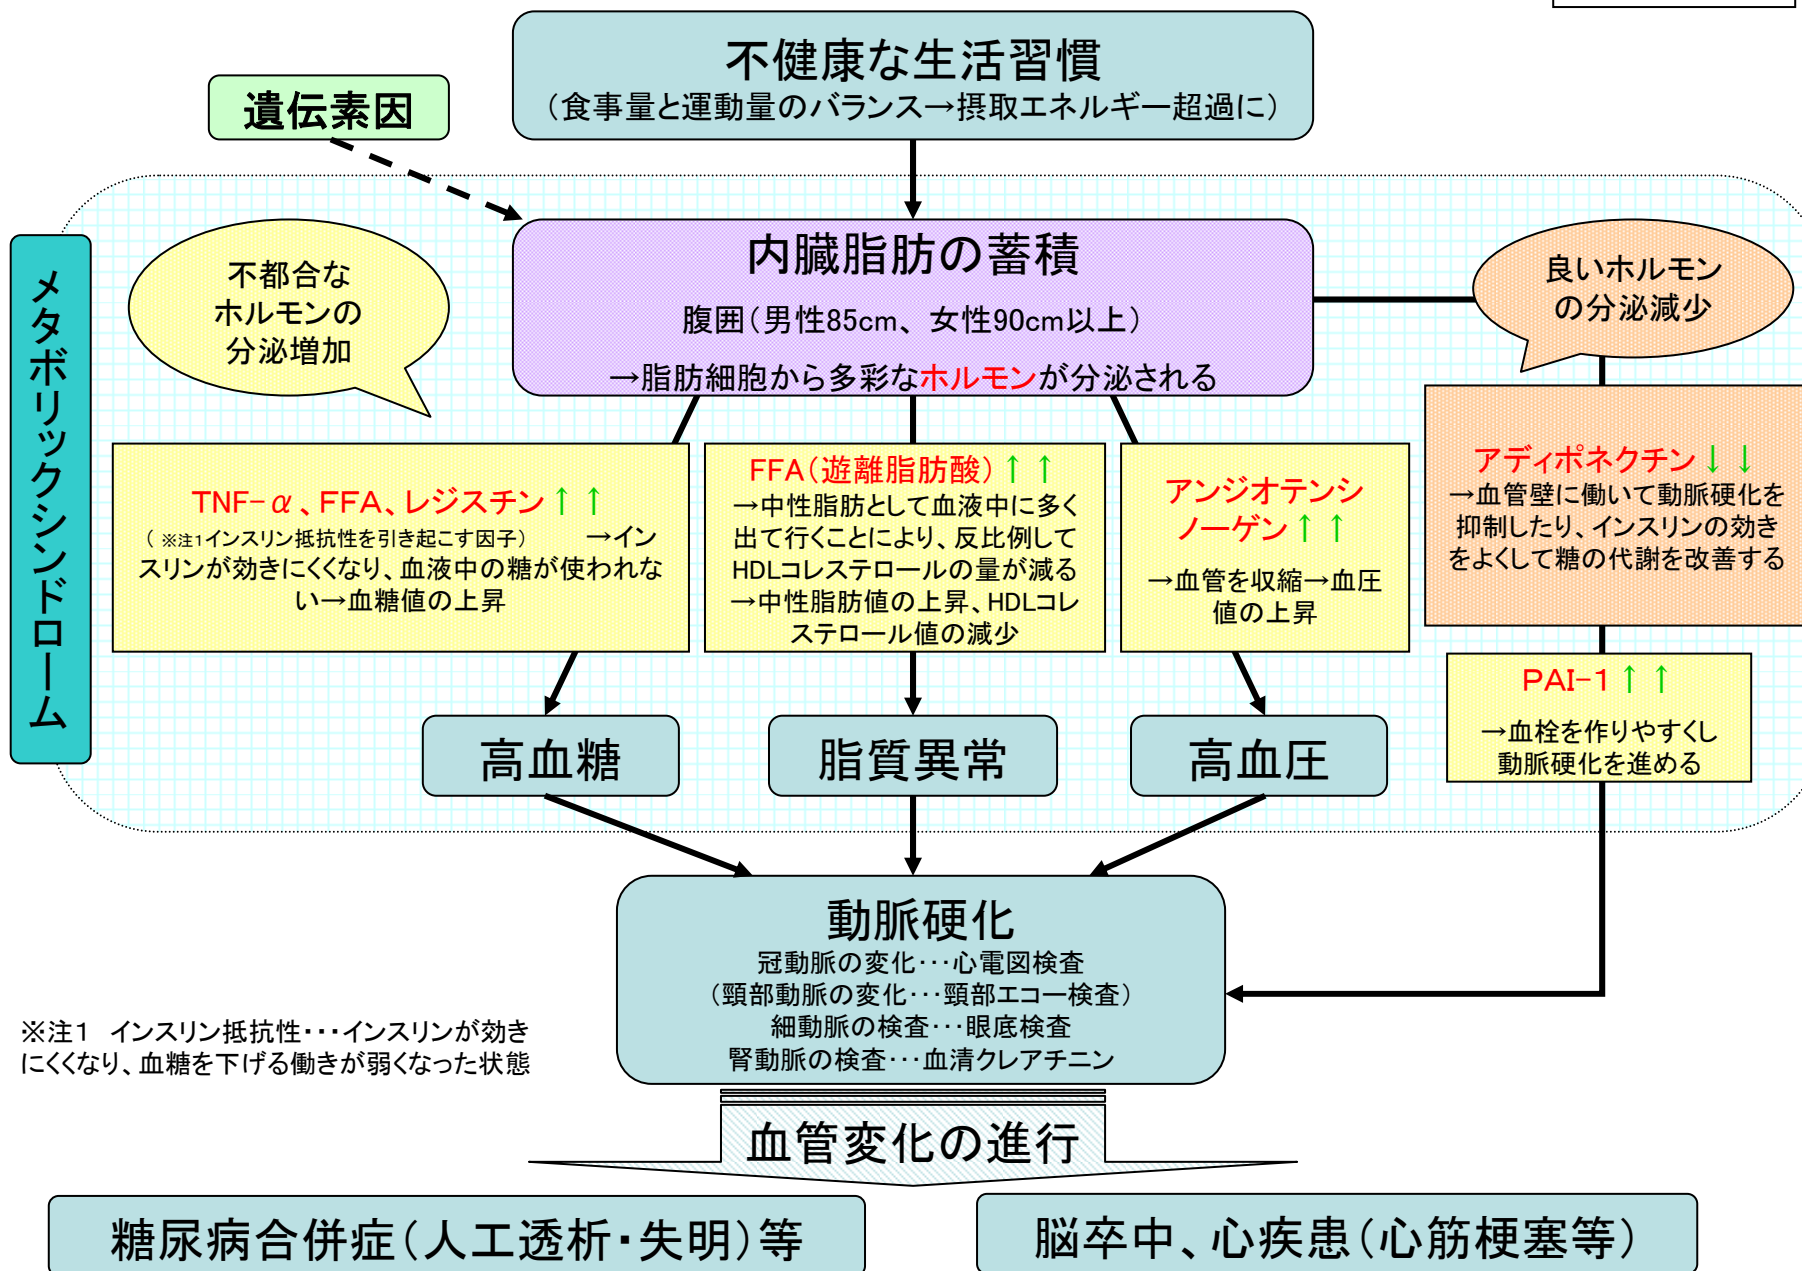 不健康な生活習慣
（食事量と運動量のバランス→摂取エネルギー超過に）
遺伝素因
メタボリックシンドローム
不都合な
ホルモンの
分泌増加
内臓脂肪の蓄積
腹囲（男性85cm、女性90cm以上）
→脂肪細胞から多彩なホルモンが分泌される
良いホルモン
の分泌減少
TNF-α、FFA、レジスチン↑↑
（※注1インスリン抵抗性を引き起こす因子）　→イン
スリンが効きにくくなり、血液中の糖が使われな
い→血糖値の上昇
FFA（遊離脂肪酸）↑↑
→中性脂肪として血液中に多く
出て行くことにより、反比例して
HDLコレステロールの量が減る
→中性脂肪値の上昇、HDLコレ
ステロール値の減少
アンジオテンシ
ノーゲン↑↑
→血管を収縮→血圧
値の上昇
アディポネクチン↓↓
→血管壁に働いて動脈硬化を
抑制したり、インスリンの効き
をよくして糖の代謝を改善する
PAI-1↑↑
→血栓を作りやすくし
動脈硬化を進める
高血糖
脂質異常
高血圧
動脈硬化
冠動脈の変化･･･心電図検査
（頸部動脈の変化･･･頸部エコー検査）
細動脈の検査･･･眼底検査
腎動脈の検査･･･血清クレアチニン
※注1　インスリン抵抗性･･･インスリンが効き
にくくなり、血糖を下げる働きが弱くなった状態
血管変化の進行
糖尿病合併症（人工透析・失明）等
脳卒中、心疾患（心筋梗塞等）